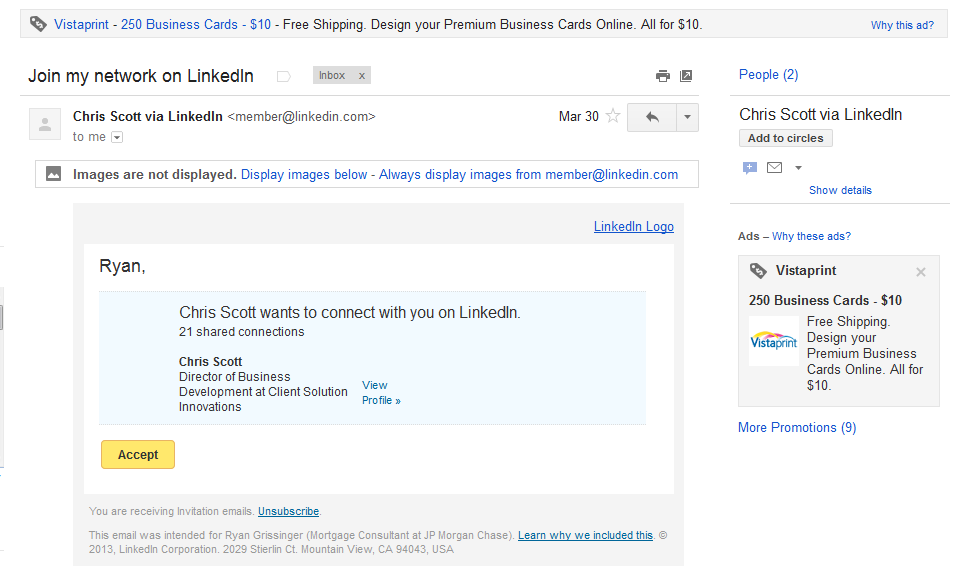 Vistaprint - 250 Business Cards - $10 - Free Shipping. Design your Premium Business Cards Online. All for $10.
Why this ad?
Join my network on LinkedIn
Inbox x
People (2)
Chris Scott via LinkedIn <member@linkedin.com>
Mar 30
to me
Images are not displayed. Display images below - Always display images from member@linkedin.com
LinkedIn Logo
Ryan,
Chris Scott wants to connect with you on LinkedIn.
21 shared connections
Chris Scott
Director of Business
Development at Client Solution
Innovations
View
Profile »
Accept
You are receiving Invitation emails. Unsubscribe.
This email was intended for Ryan Grissinger (Mortgage Consultant at JP Morgan Chase). Learn why we included this. ©
2013, LinkedIn Corporation. 2029 Stierlin Ct. Mountain View, CA 94043, USA
Chris Scott via LinkedIn
Add to circles
Show details
Ads – Why these ads?
Vistaprint
250 Business Cards - $10
Vistaprint
Free Shipping.
Design your
Premium Business
Cards Online. All for
$10.
More Promotions (9)